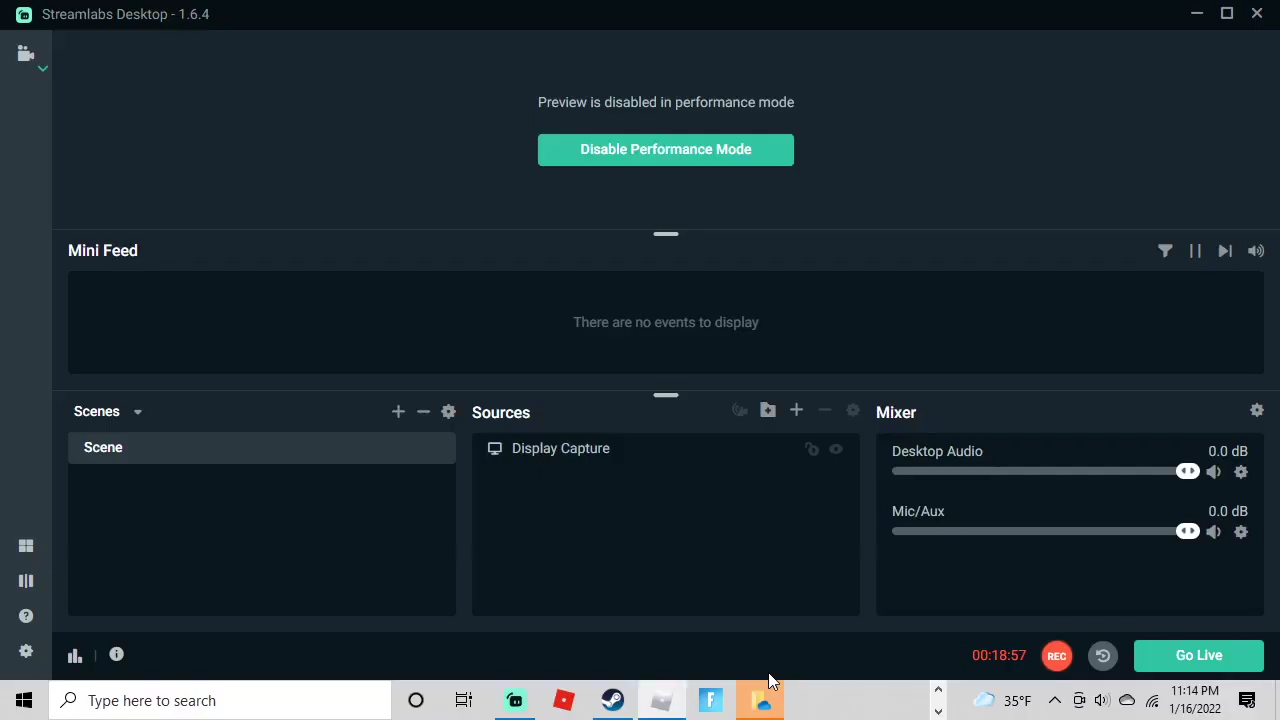 Streamlabs Desktop - 1.6.4
Preview is disabled in performance mode
Disable Performance Mode
Mini Feed
There are no events to display
Scenes
Scene
Sources
Display Capture
Mixer
Desktop Audio 0.0 dB
Mic/Aux 0.0 dB
00:18:57 REC Go Live
Type here to search
35°F
11:14 PM
1/16/2022